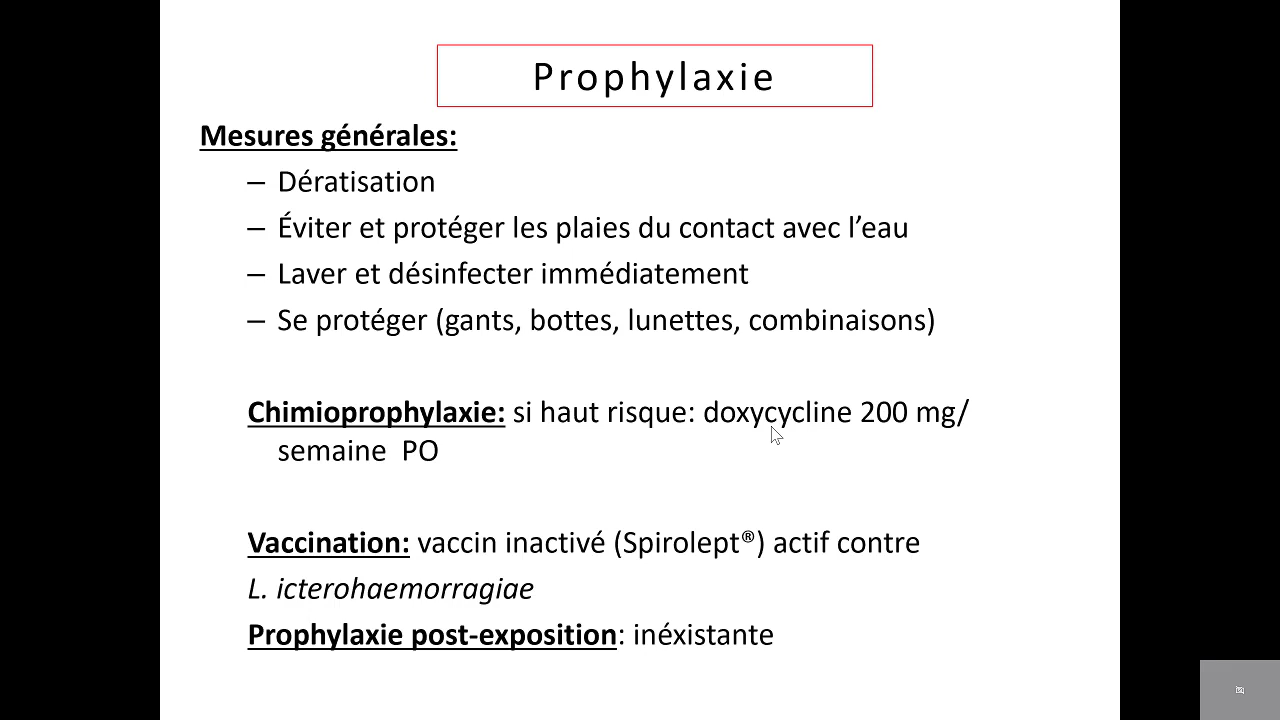 Prophylaxie
Mesures générales:
– Dératisation
– Éviter et protéger les plaies du contact avec l’eau
– Laver et désinfecter immédiatement
– Se protéger (gants, bottes, lunettes, combinaisons)
Chimioprophylaxie: si haut risque: doxycycline 200 mg/
semaine PO
Vaccination: vaccin inactivé (Spirolept®) actif contre
L. icterohaemorragiae
Prophylaxie post-exposition: inéxistante